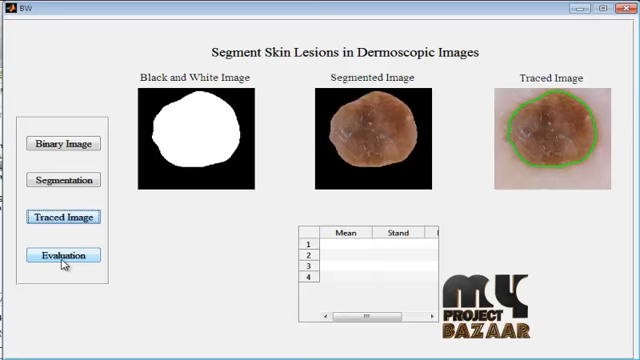 BW
Segment Skin Lesions in Dermoscopic Images
Black and White Image
Segmented Image
Traced Image
Binary Image
Segmentation
Traced Image
Evaluation
Mean Stand
1
2
3
4
MY
PROJECT
BAZAAR